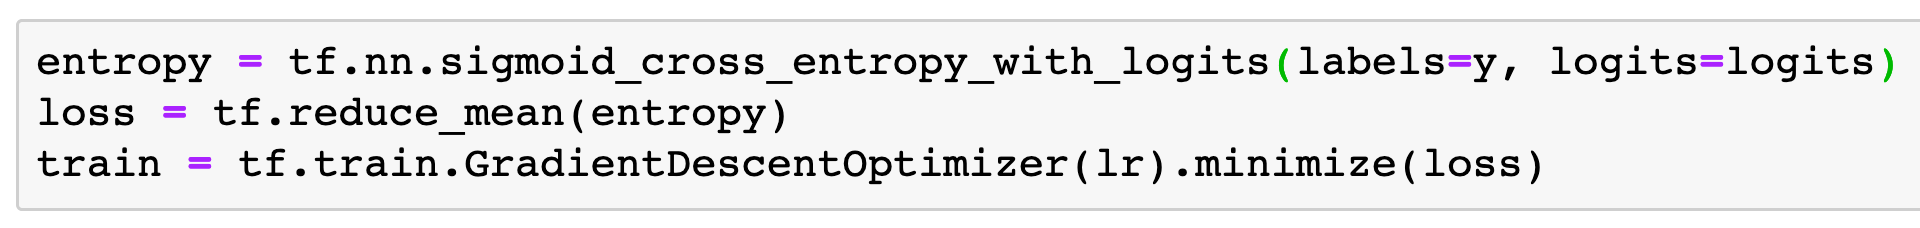 entropy = tf.nn.sigmoid_cross_entropy_with_logits(labels=y, logits=logits)
loss = tf.reduce_mean(entropy)
train = tf.train.GradientDescentOptimizer(lr).minimize(loss)